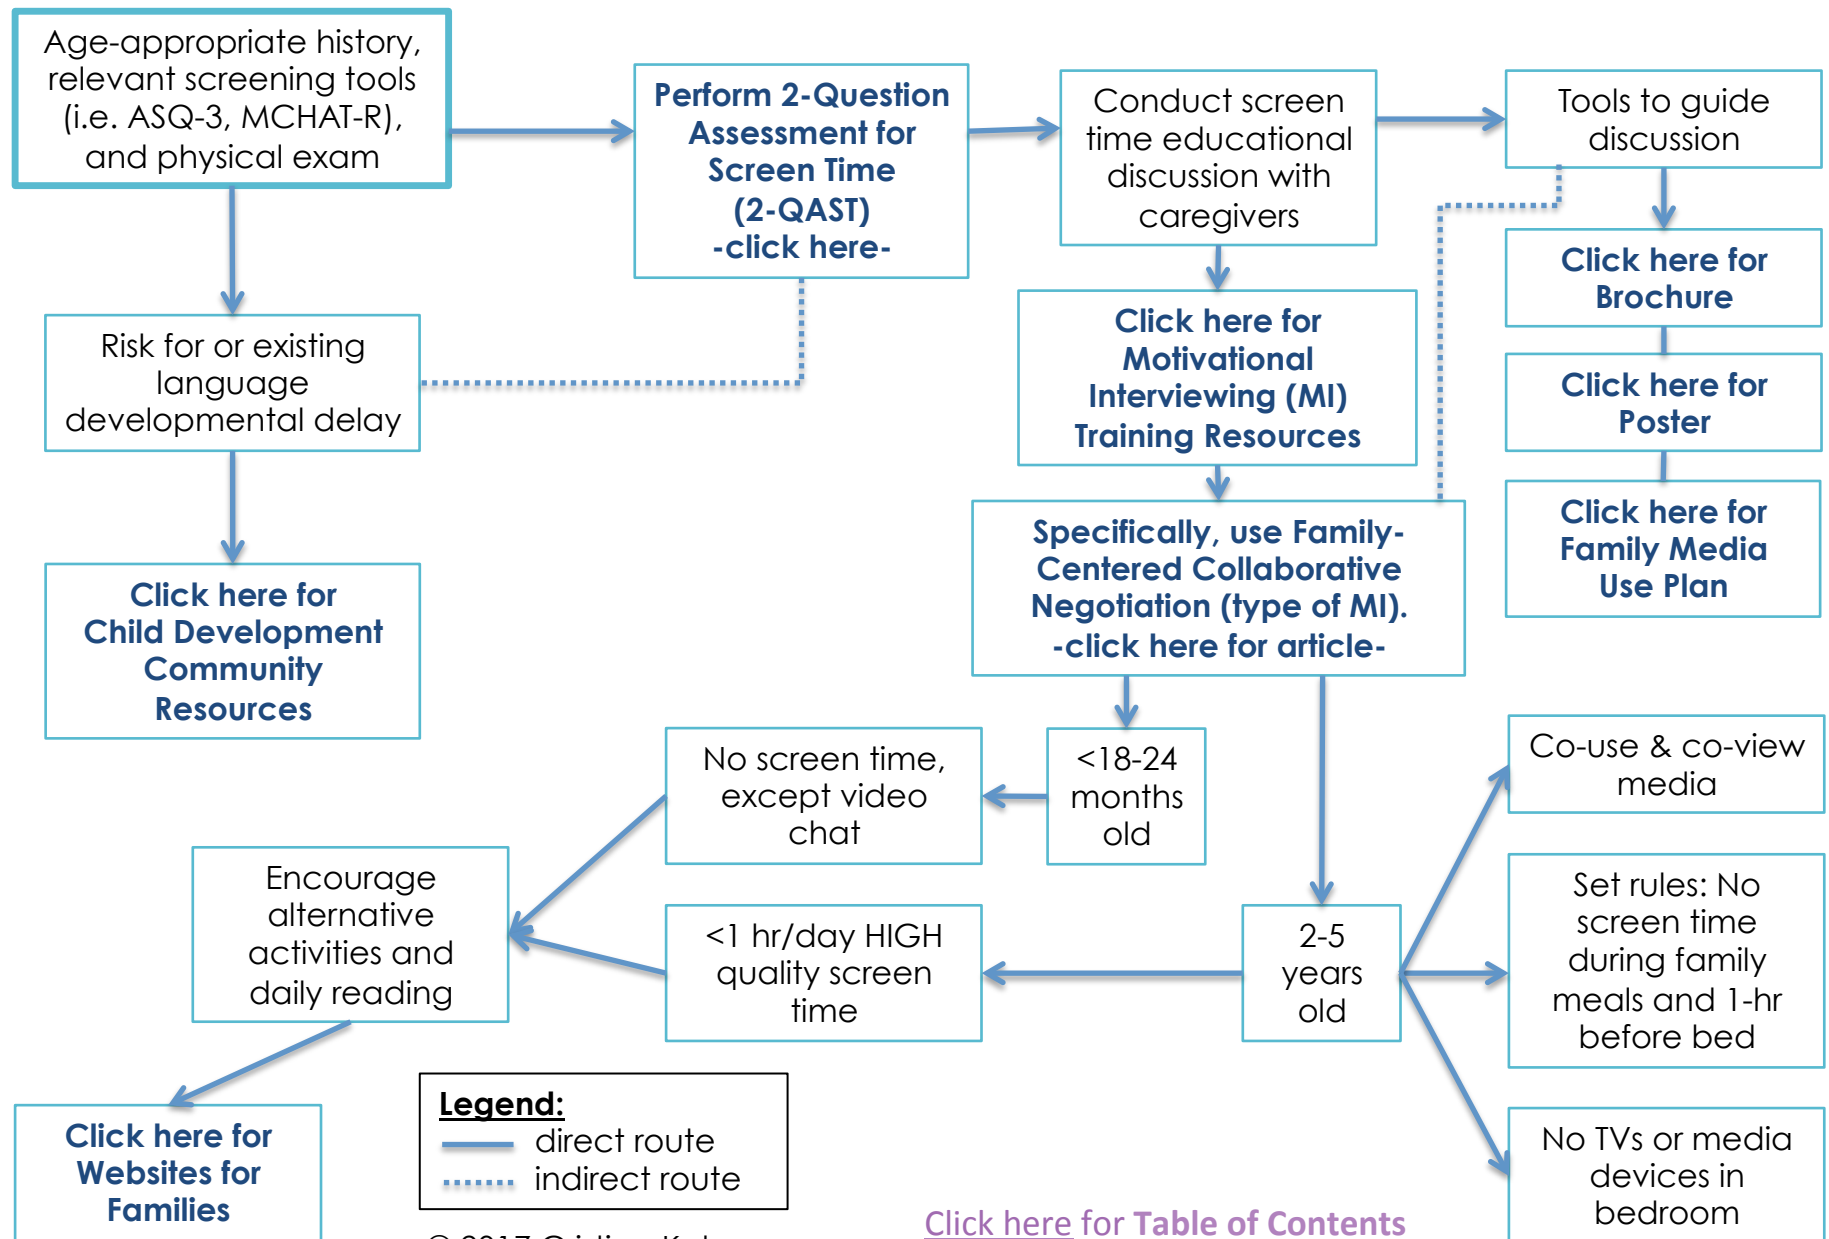 Age-appropriate history,
relevant screening tools
(i.e. ASQ-3, MCHAT-R),
and physical exam
Perform 2-Question
Assessment for
Screen Time
(2-QAST)
-click here-
Conduct screen
time educational
discussion with
caregivers
Tools to guide
discussion
Click here for
Brochure
Click here for
Poster
Click here for
Family Media
Use Plan
Risk for or existing
language
developmental delay
Click here for
Motivational
Interviewing (MI)
Training Resources
Click here for
Child Development
Community
Resources
Specifically, use Family-
Centered Collaborative
Negotiation (type of MI).
-click here for article-
No screen time,
except video
chat
<18-24
months
old
Co-use & co-view
media
Encourage
alternative
activities and
daily reading
<1 hr/day HIGH
quality screen
time
2-5
years
old
Set rules: No
screen time
during family
meals and 1-hr
before bed
No TVs or media
devices in
bedroom
Click here for
Websites for
Families
Legend:
direct route
indirect route
Click here for Table of Contents